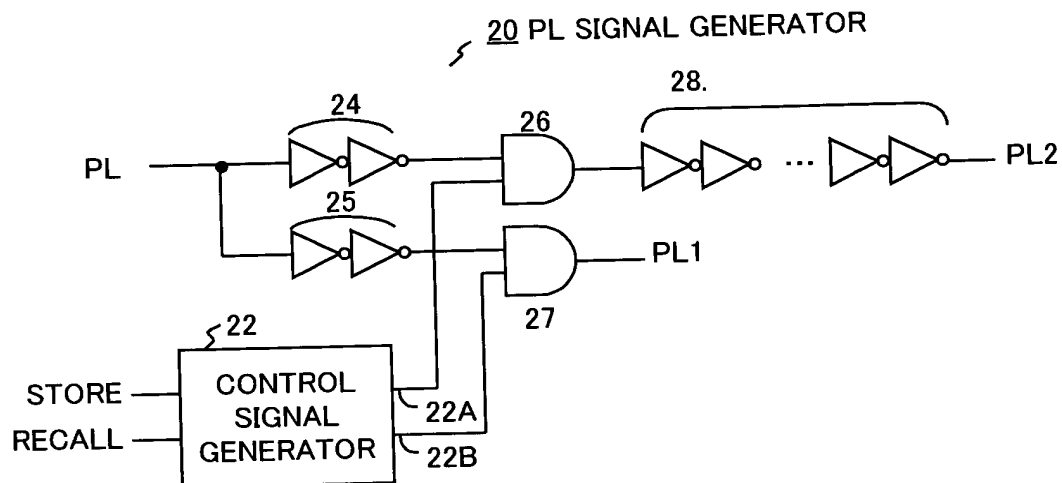 20 PL SIGNAL GENERATOR
28.
24
26
PL
...
PL2
25
PL1
27
22
STORE
RECALL
CONTROL
SIGNAL
GENERATOR
22A
22B